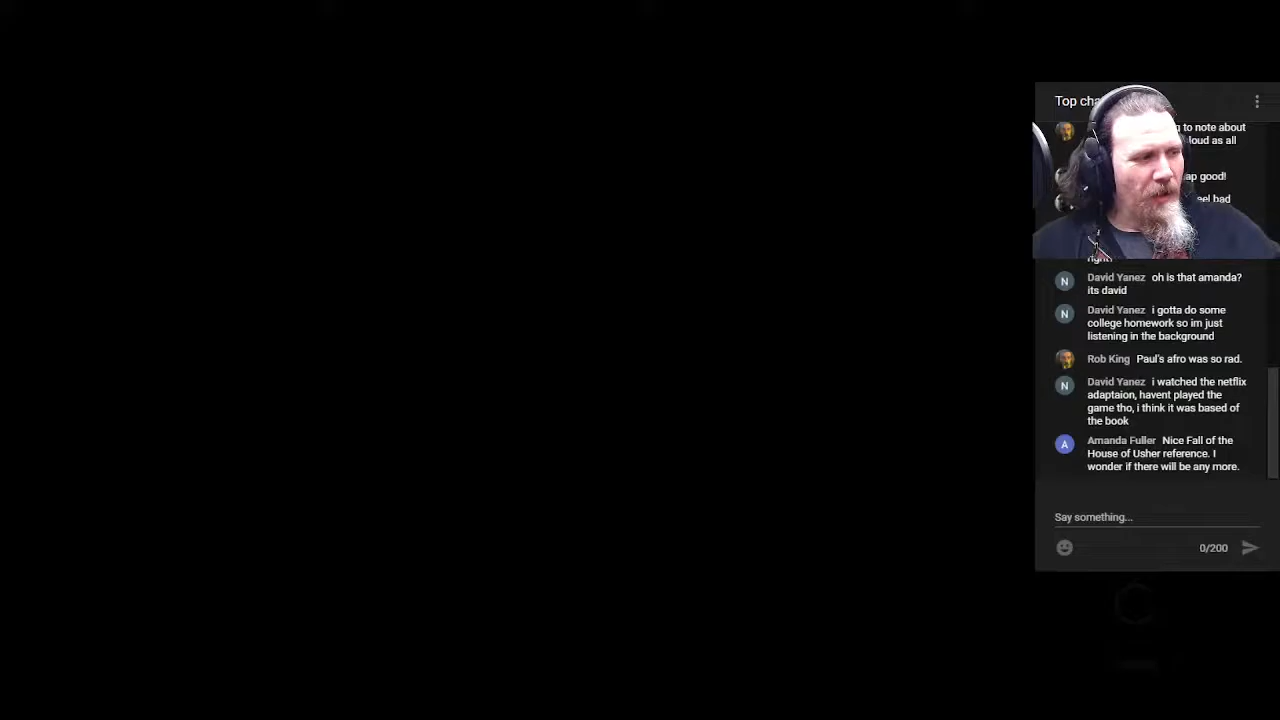 Top cha
to note about
loud as all
ap good!
eel bad
right
David Yanez oh is that amanda?
its david
David Yanez i gotta do some
college homework so im just
listening in the background
Rob King Paul's afro was so rad.
David Yanez i watched the netflix
adaptaion, havent played the
game tho, i think it was based of
the book
Amanda Fuller Nice Fall of the
House of Usher reference. I
wonder if there will be any more.
Say something...
0/200